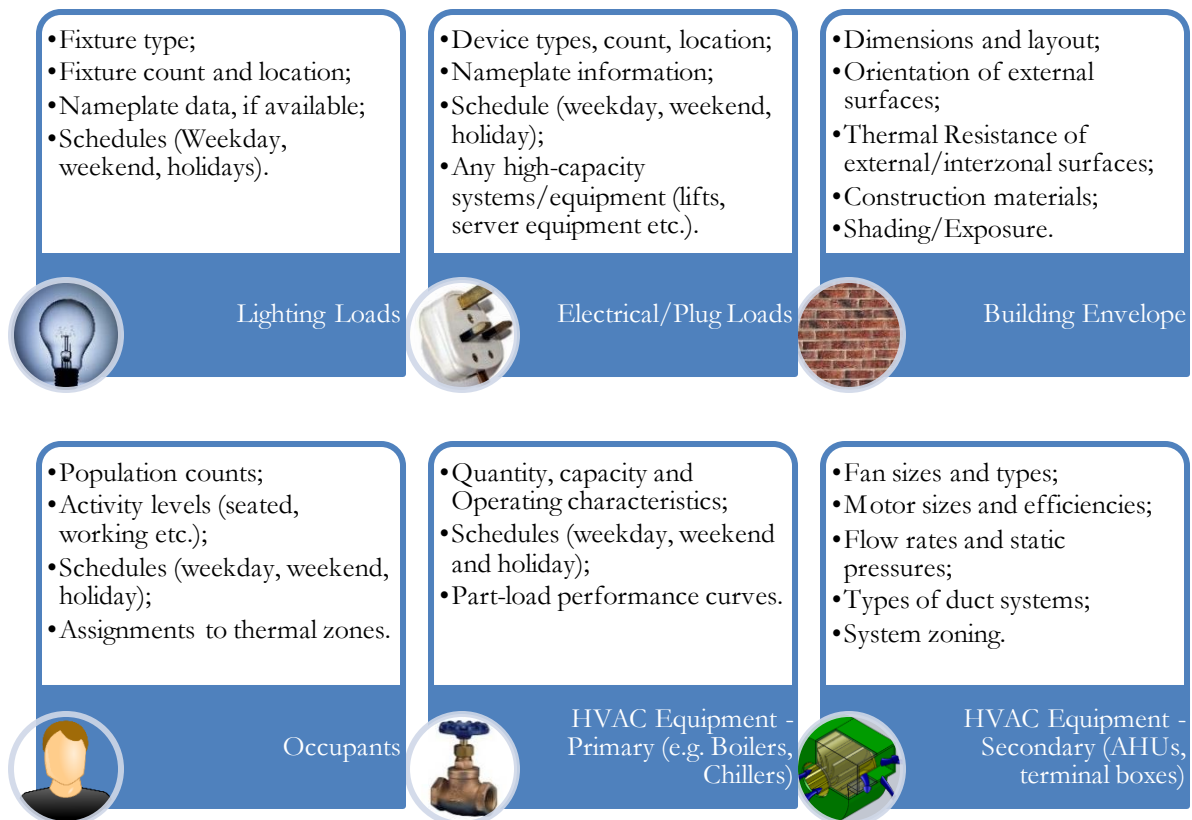 •Fixture type;
•Fixture count and location;
•Nameplate data, if available;
•Schedules (Weekday,
weekend, holidays).
Lighting Loads
•Device types, count, location;
•Nameplate information;
•Schedule (weekday, weekend,
holiday);
•Any high-capacity
systems/equipment (lifts,
server equipment etc.).
Electrical/Plug Loads
•Dimensions and layout;
•Orientation of external
surfaces;
•Thermal Resistance of
external/interzonal surfaces;
•Construction materials;
•Shading/Exposure.
Building Envelope
•Population counts;
•Activity levels (seated,
working etc.);
•Schedules (weekday, weekend,
holiday);
•Assignments to thermal zones.
Occupants
•Quantity, capacity and
Operating characteristics;
•Schedules (weekday, weekend
and holiday);
•Part-load performance curves.
HVAC Equipment -
Primary (e.g. Boilers,
Chillers)
•Fan sizes and types;
•Motor sizes and efficiencies;
•Flow rates and static
pressures;
•Types of duct systems;
•System zoning.
HVAC Equipment -
Secondary (AHUs,
terminal boxes)